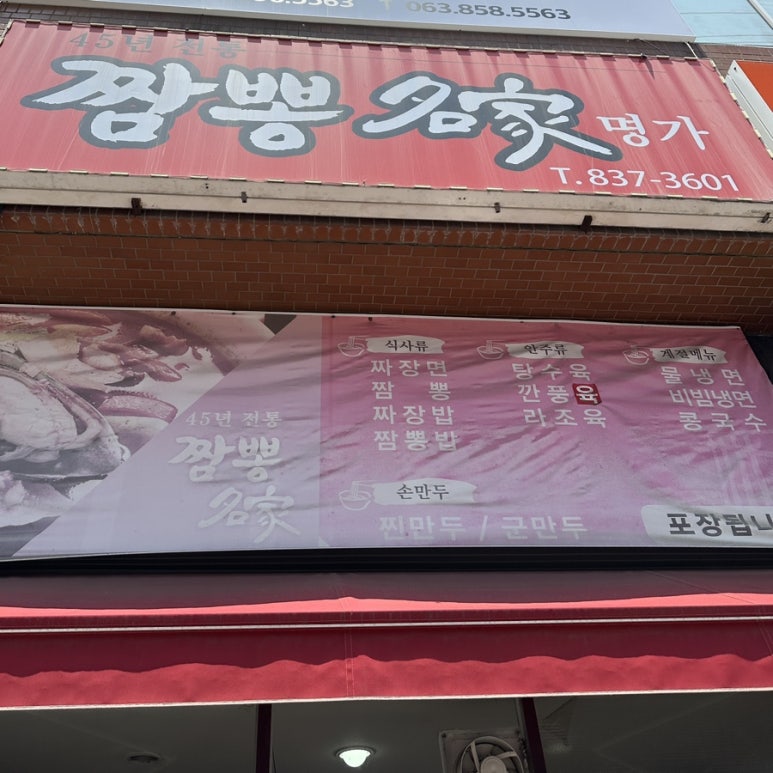 T 063.858.5563
45년 전통
짬뽕 名家 명가
T. 837-3601
45년 전통
짬뽕
名家
식사류
짜장면
짬뽕
짜장밥
짬뽕밥
안주류
탕수육
깐풍육
라조육
계절메뉴
물냉면
비빔냉면
콩국수
손만두
찐만두 / 군만두
포장됩니